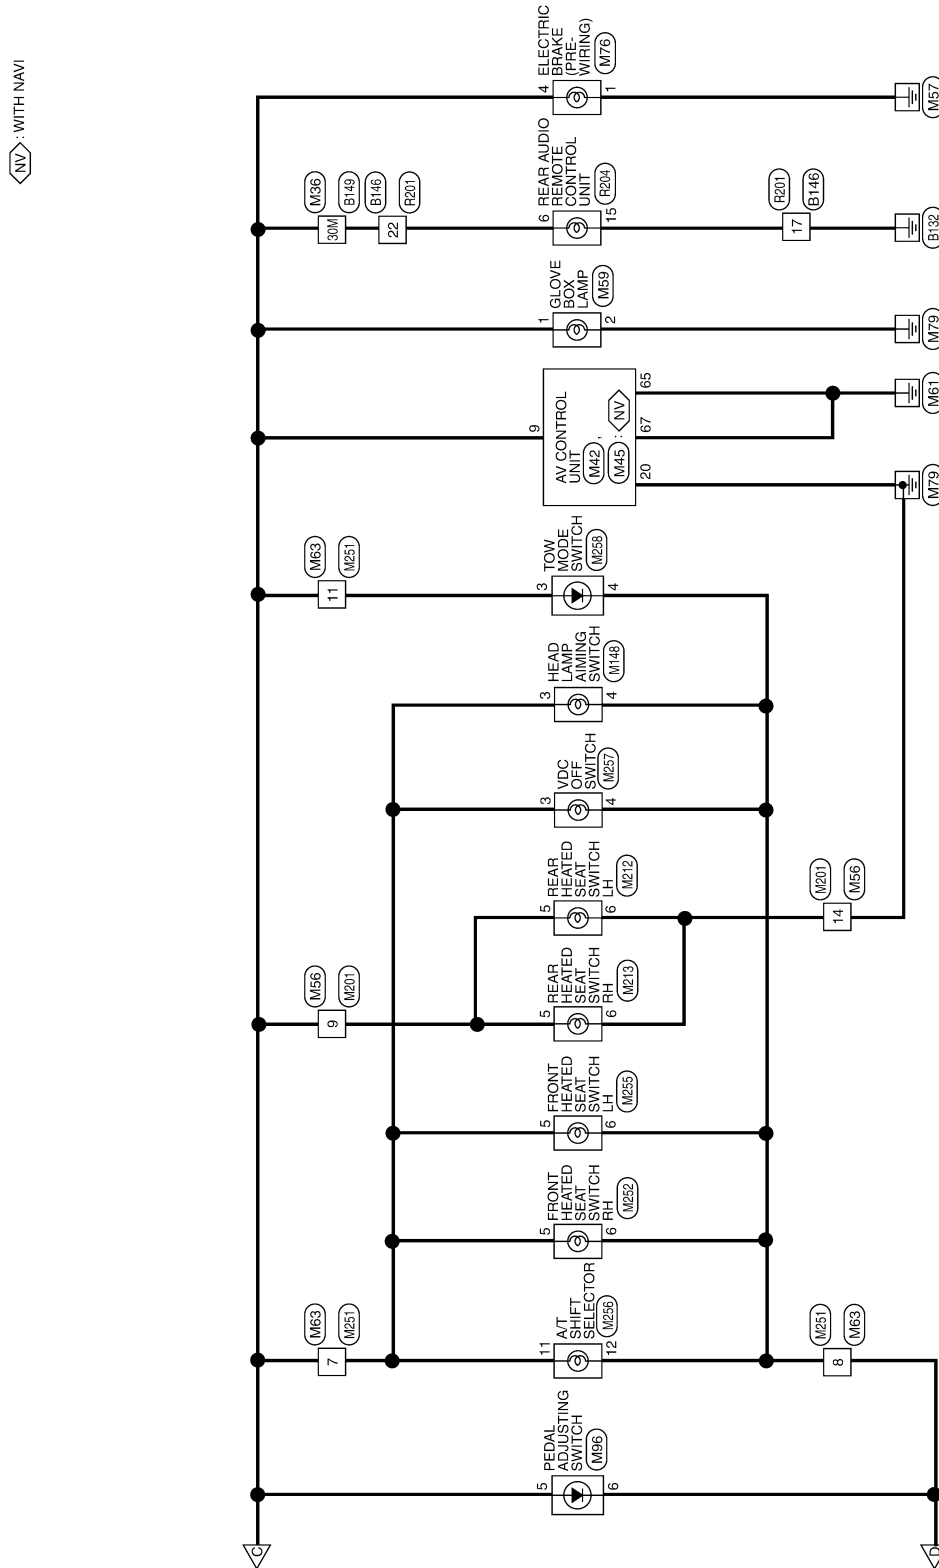 NV : WITH NAVI
C
D
5
PEDAL
ADJUSTING
SWITCH
M96
6
M63
M251
7
11
A/T
SHIFT
SELECTOR
M256
12
M251
M63
8
5
FRONT
HEATED
SEAT
SWITCH
RH
M252
6
5
FRONT
HEATED
SEAT
SWITCH
LH
M255
6
M56
M201
9
5
REAR
HEATED
SEAT
SWITCH
RH
M213
6
5
REAR
HEATED
SEAT
SWITCH
LH
M212
6
M201
M56
14
3
VDC
OFF
SWITCH
M257
4
3
HEAD
LAMP
AIMING
SWITCH
M148
4
M63
M251
11
3
TOW
MODE
SWITCH
M258
4
9
AV CONTROL
UNIT
M42 ,
M45 : NV
20
67
65
M79
M61
1
GLOVE
BOX
LAMP
M59
2
M79
M36
B149
B146
R201
30M
22
6
REAR AUDIO
REMOTE
CONTROL
UNIT
R204
15
R201
B146
17
B132
4
ELECTRIC
BRAKE
(PRE-
WIRING)
M76
1
M57